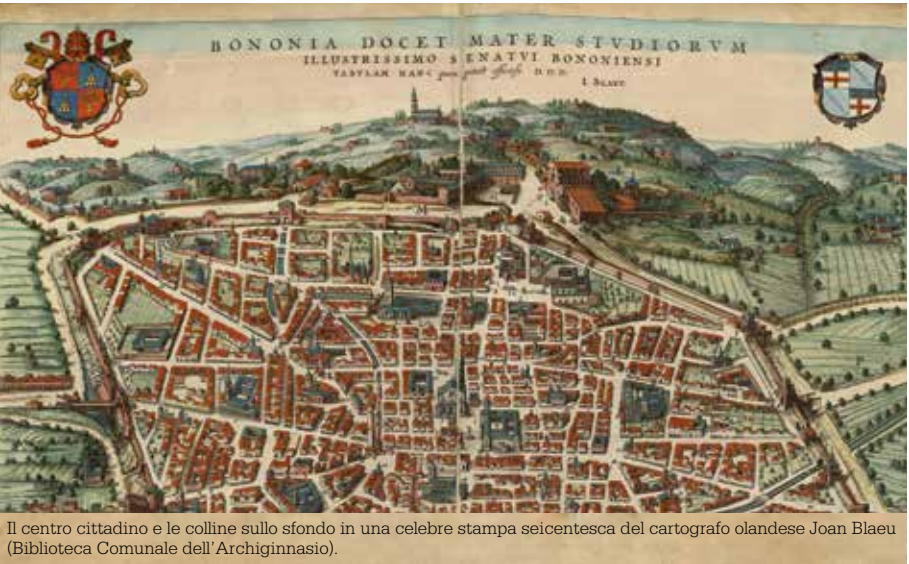 BONONIA DOCET MATER STVDIORVM
ILLUSTRISSIMO SENATVI BONONIENSI
TABVLAM HANC D.D.D.
I. BLAEV
Il centro cittadino e le colline sullo sfondo in una celebre stampa seicentesca del cartografo olandese Joan Blaeu
(Biblioteca Comunale dell'Archiginnasio).